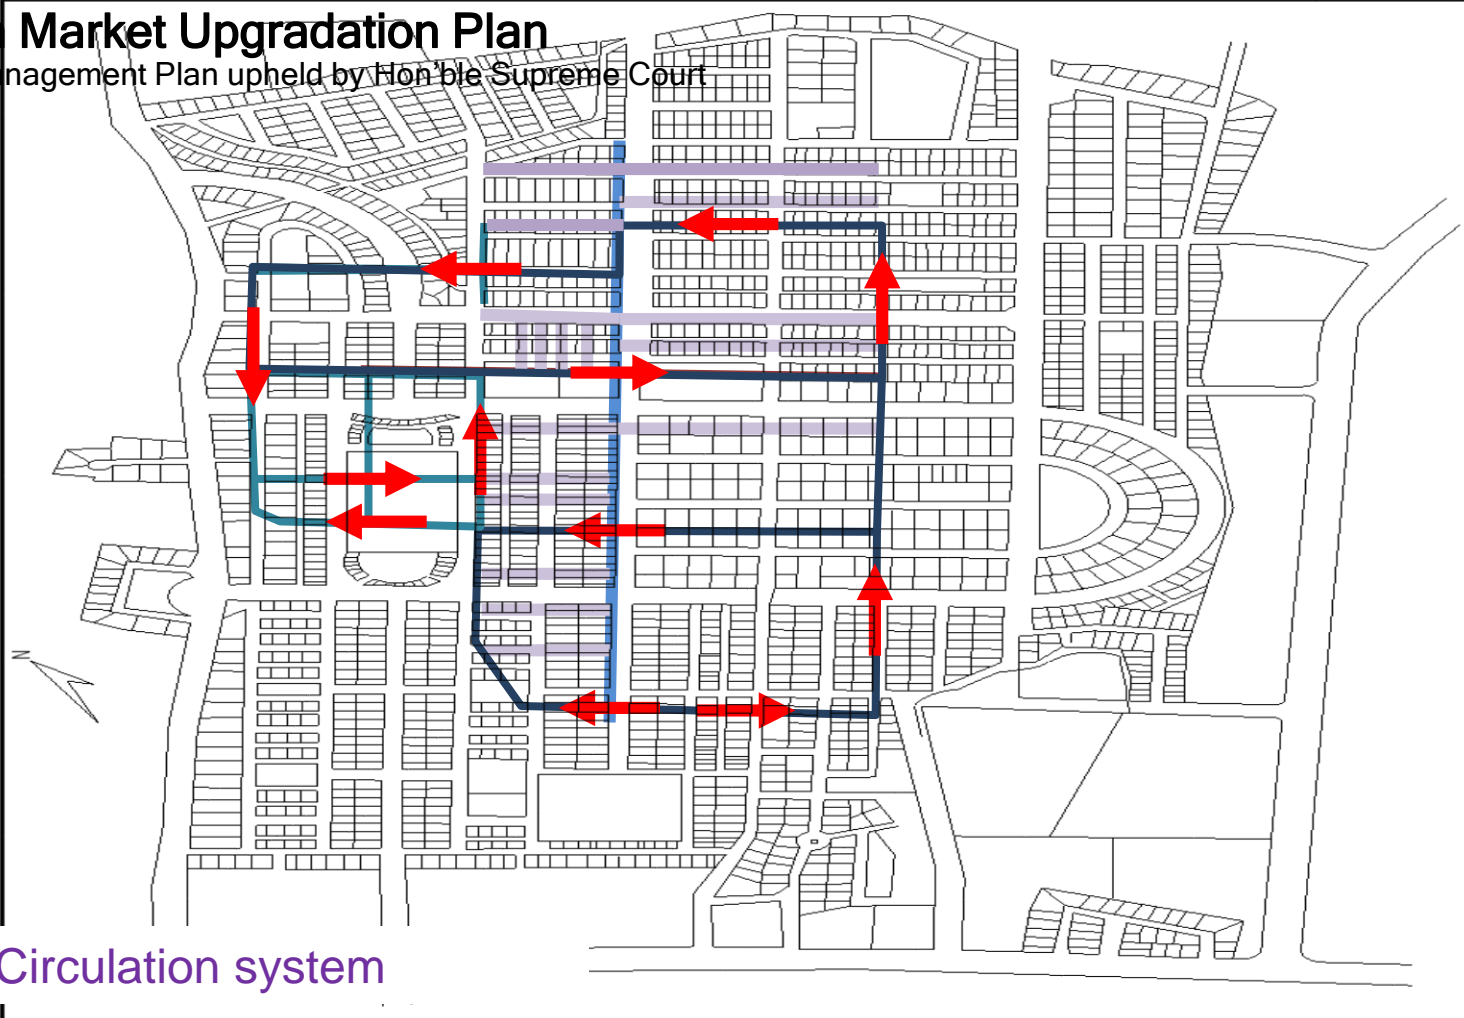 Market Upgradation Plan
nagement Plan upheld by Hon'ble Supreme Court
N
Circulation system